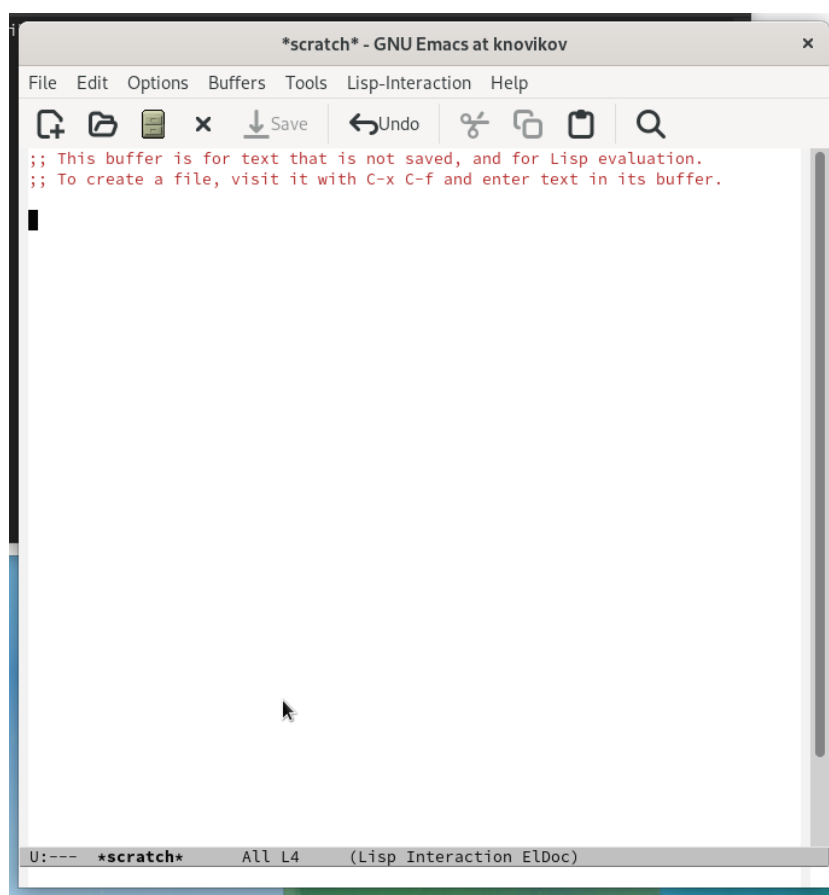 *scratch* - GNU Emacs at knovikov
File Edit Options Buffers Tools Lisp-Interaction Help
Save Undo
;; This buffer is for text that is not saved, and for Lisp evaluation.
;; To create a file, visit it with C-x C-f and enter text in its buffer.
U:--- *scratch* All L4 (Lisp Interaction ElDoc)